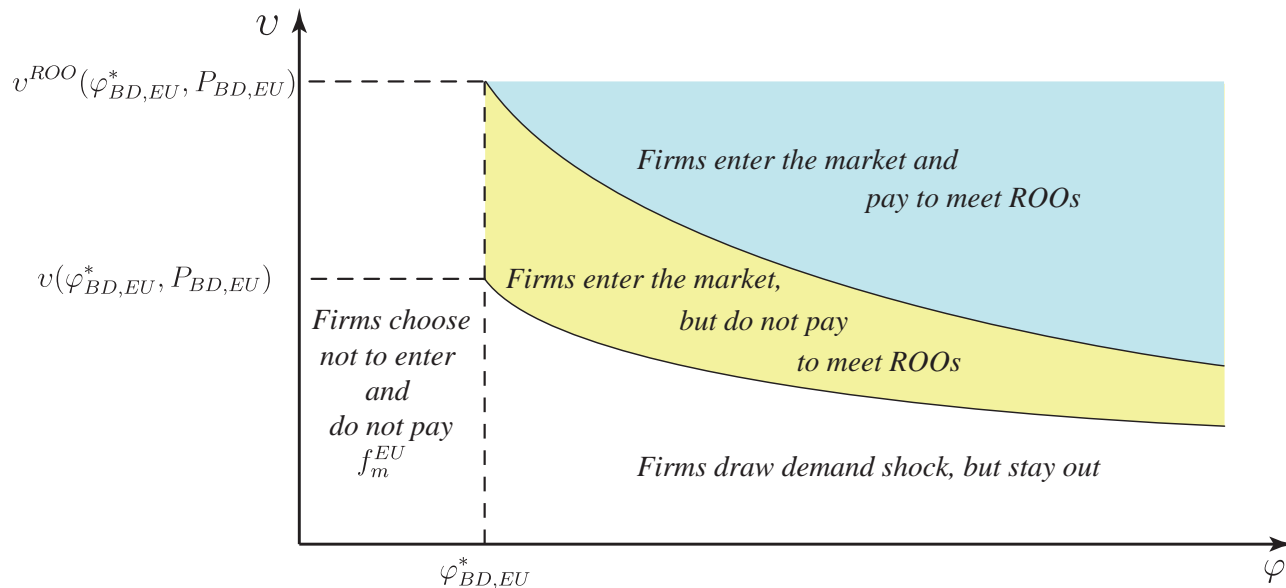 υ
υ^{ROO}(φ*_{BD,EU}, P_{BD,EU})
Firms enter the market and
pay to meet ROOs
υ(φ*_{BD,EU}, P_{BD,EU})
Firms enter the market,
but do not pay
to meet ROOs
Firms choose
not to enter
and
do not pay
f_m^{EU}
Firms draw demand shock, but stay out
φ*_{BD,EU}
φ